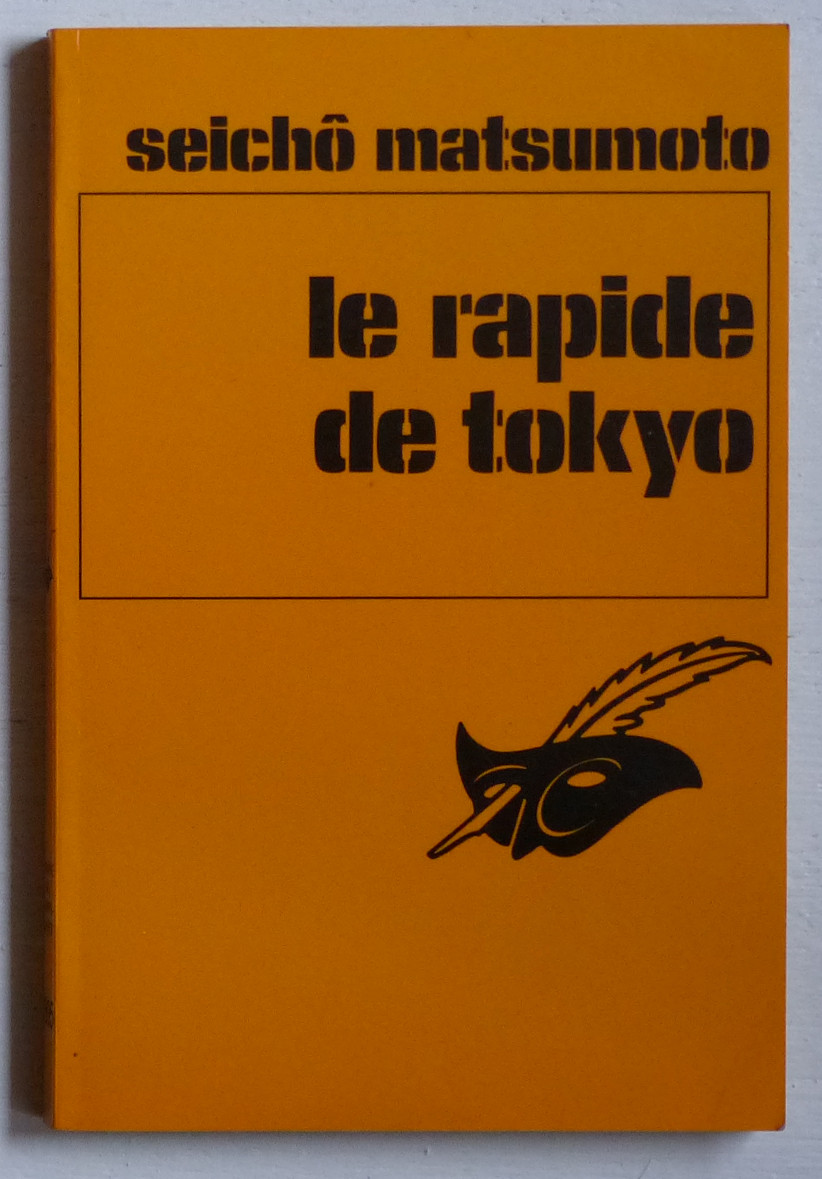 seichô matsumoto
le rapide
de tokyo